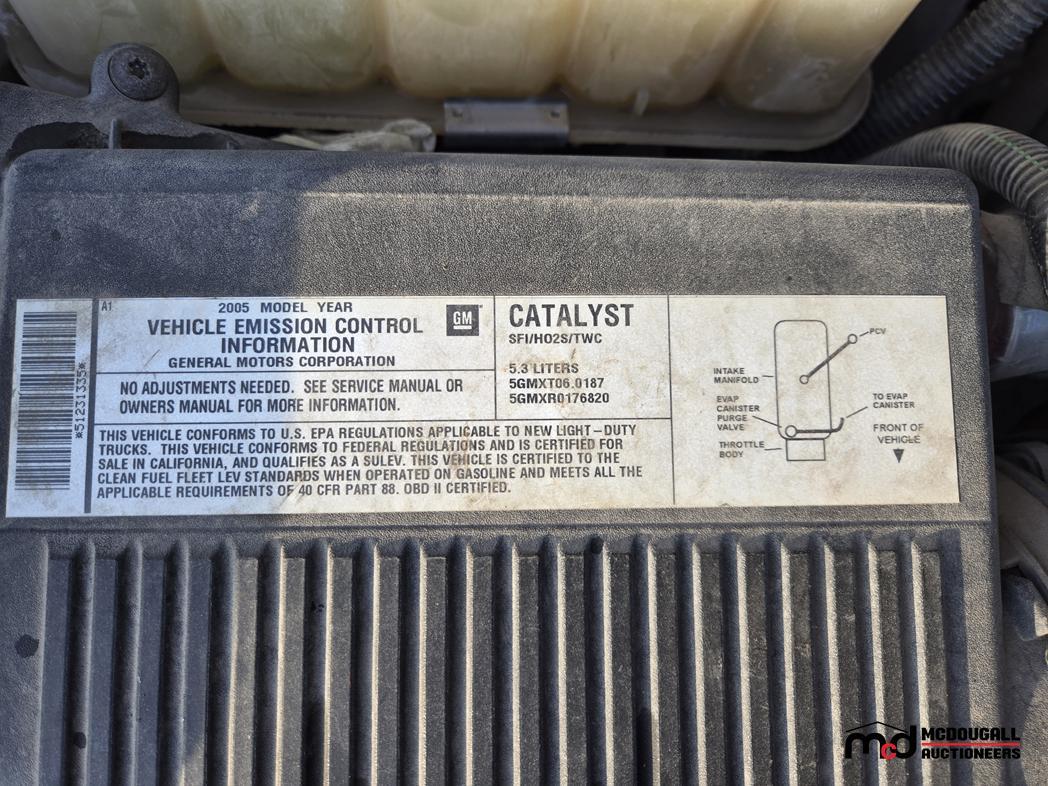 A1
2005 MODEL YEAR
VEHICLE EMISSION CONTROL
INFORMATION
GENERAL MOTORS CORPORATION
GM
NO ADJUSTMENTS NEEDED. SEE SERVICE MANUAL OR
OWNERS MANUAL FOR MORE INFORMATION.
CATALYST
SFI/HO2S/TWC
5.3 LITERS
5GMXT06.0187
5GMXR0176820
THIS VEHICLE CONFORMS TO U.S. EPA REGULATIONS APPLICABLE TO NEW LIGHT-DUTY
TRUCKS. THIS VEHICLE CONFORMS TO FEDERAL REGULATIONS AND IS CERTIFIED FOR
SALE IN CALIFORNIA, AND QUALIFIES AS A SULEV. THIS VEHICLE IS CERTIFIED TO THE
CLEAN FUEL FLEET LEV STANDARDS WHEN OPERATED ON GASOLINE AND MEETS ALL THE
APPLICABLE REQUIREMENTS OF 40 CFR PART 88. OBD II CERTIFIED.
*51231335*
PCV
INTAKE
MANIFOLD
EVAP
CANISTER
PURGE
VALVE
THROTTLE
BODY
TO EVAP
CANISTER
FRONT OF
VEHICLE
mcd
MCDOUGALL
AUCTIONEERS